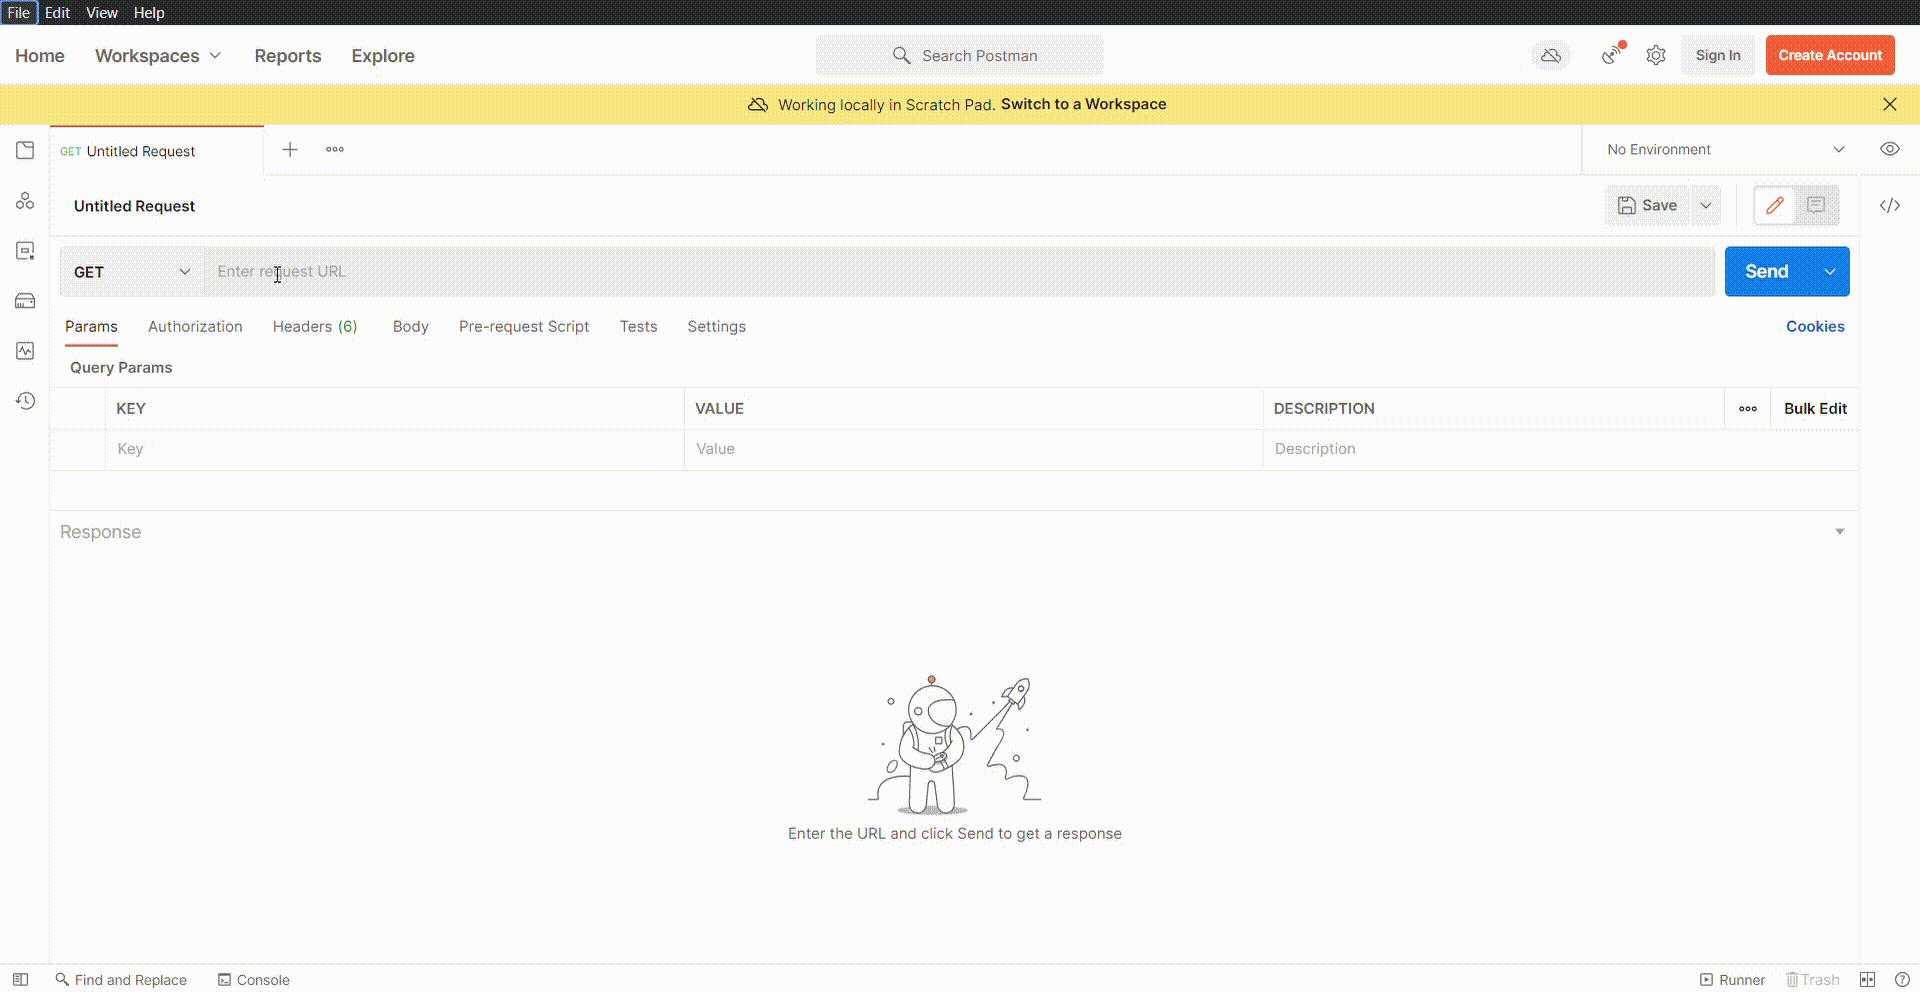 File Edit View Help
Home Workspaces Reports Explore Search Postman Sign In Create Account
Working locally in Scratch Pad. Switch to a Workspace
GET Untitled Request No Environment
Untitled Request Save
GET Enter request URL Send
Params Authorization Headers (6) Body Pre-request Script Tests Settings Cookies
Query Params
KEY VALUE DESCRIPTION Bulk Edit
Key Value Description
Response
Enter the URL and click Send to get a response
Find and Replace Console Runner Trash